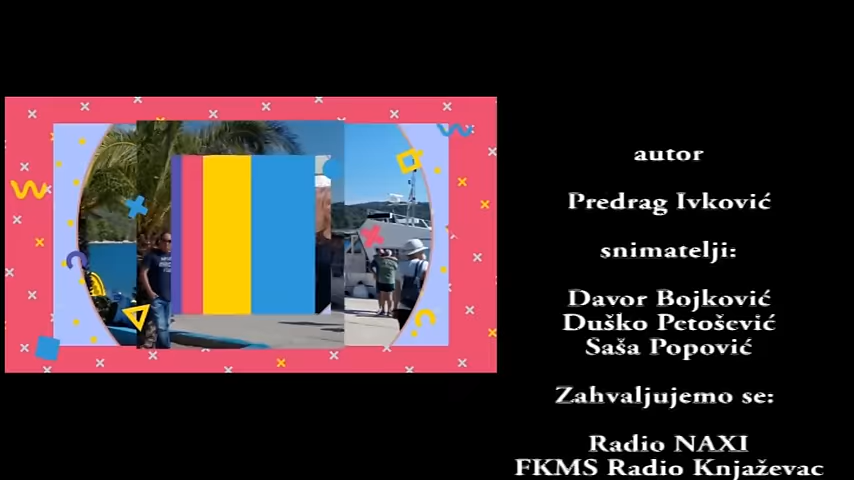 autor
Predrag Ivković
snimatelji:
Davor Bojković
Duško Petošević
Saša Popović
Zahvaljujemo se:
Radio NAXI
FKMS Radio Knjaževac